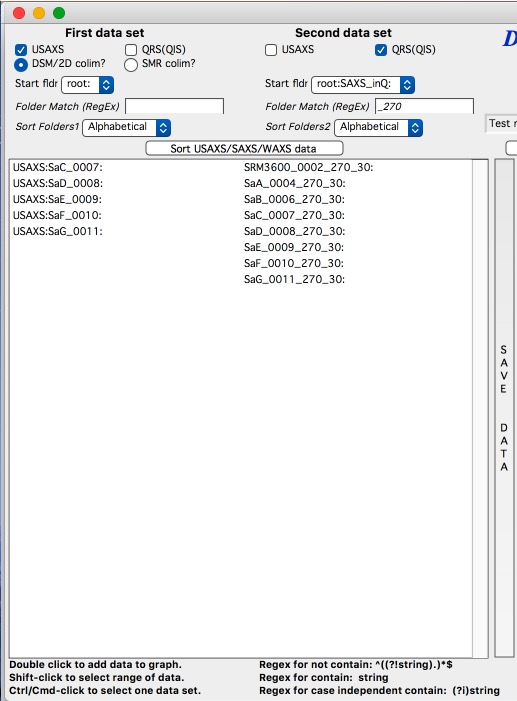 First data set Second data set D
USAXS QRS(QIS) USAXS QRS(QIS)
DSM/2D colim? SMR colim?
Start fldr root: Start fldr root:SAXS_inQ:
Folder Match (RegEx) Folder Match (RegEx) _270
Sort Folders1 Alphabetical Sort Folders2 Alphabetical Test
Sort USAXS/SAXS/WAXS data
USAXS:SaC_0007: SRM3600_0002_270_30:
USAXS:SaD_0008: SaA_0004_270_30:
USAXS:SaE_0009: SaB_0006_270_30:
USAXS:SaF_0010: SaC_0007_270_30:
USAXS:SaG_0011: SaD_0008_270_30:
SaE_0009_270_30:
SaF_0010_270_30:
SaG_0011_270_30:
SAVE DATA
Double click to add data to graph. Regex for not contain: ^((?!string).)*$
Shift-click to select range of data. Regex for contain: string
Ctrl/Cmd-click to select one data set. Regex for case independent contain: (?i)string